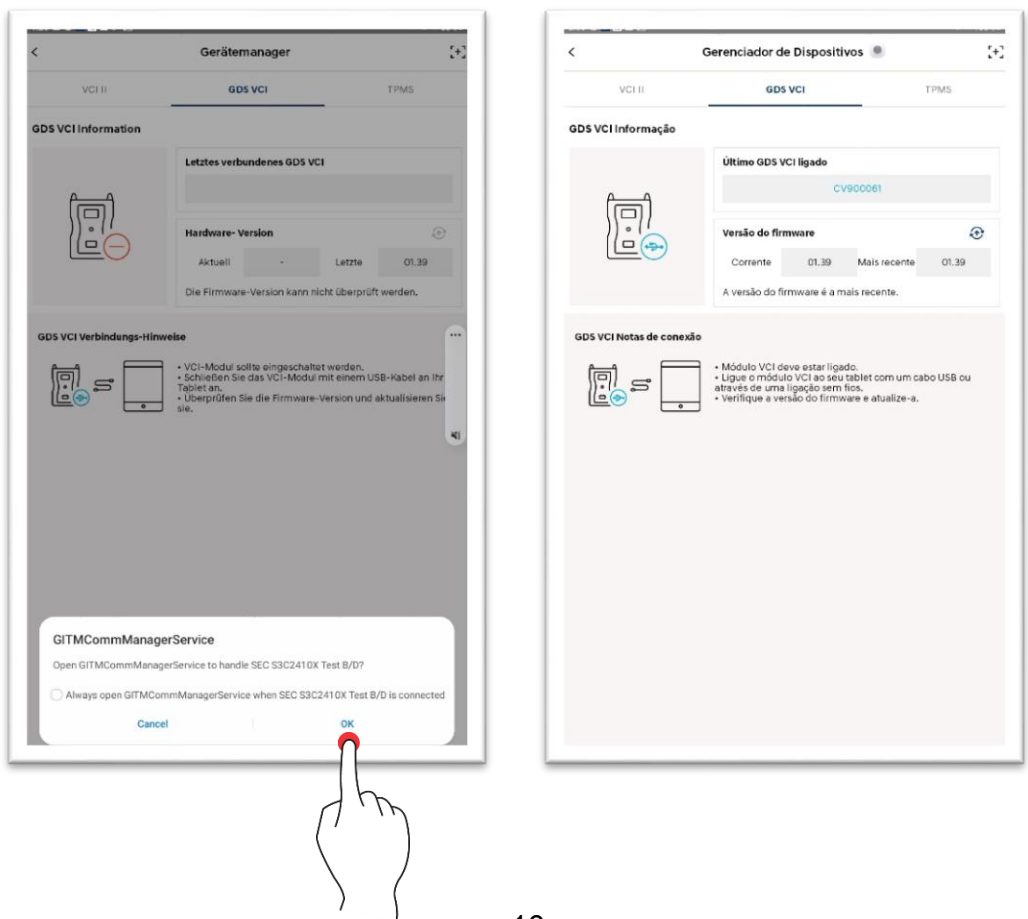 Gerätemanager
VCI II
GDS VCI
TPMS
GDS VCI Information
Letztes verbundenes GDS VCI
Hardware- Version
Aktuell
-
Letzte
01.39
Die Firmware-Version kann nicht überprüft werden.
GDS VCI Verbindungs-Hinweise
• VCI-Modul sollte eingeschaltet werden.
• Schließen Sie das VCI-Modul mit einem USB-Kabel an Ihr
Tablet an.
• Überprüfen Sie die Firmware-Version und aktualisieren Sie
sie.
GITMCommManagerService
Open GITMCommManagerService to handle SEC S3C2410X Test B/D?
Always open GITMCommManagerService when SEC S3C2410X Test B/D is connected
Cancel
OK
Gerenciador de Dispositivos
VCI II
GDS VCI
TPMS
GDS VCI Informação
Último GDS VCI ligado
CV900061
Versão do firmware
Corrente
01.39
Mais recente
01.39
A versão do firmware é a mais recente.
GDS VCI Notas de conexão
• Módulo VCI deve estar ligado.
• Ligue o módulo VCI ao seu tablet com um cabo USB ou
através de uma ligação sem fios.
• Verifique a versão do firmware e atualize-a.